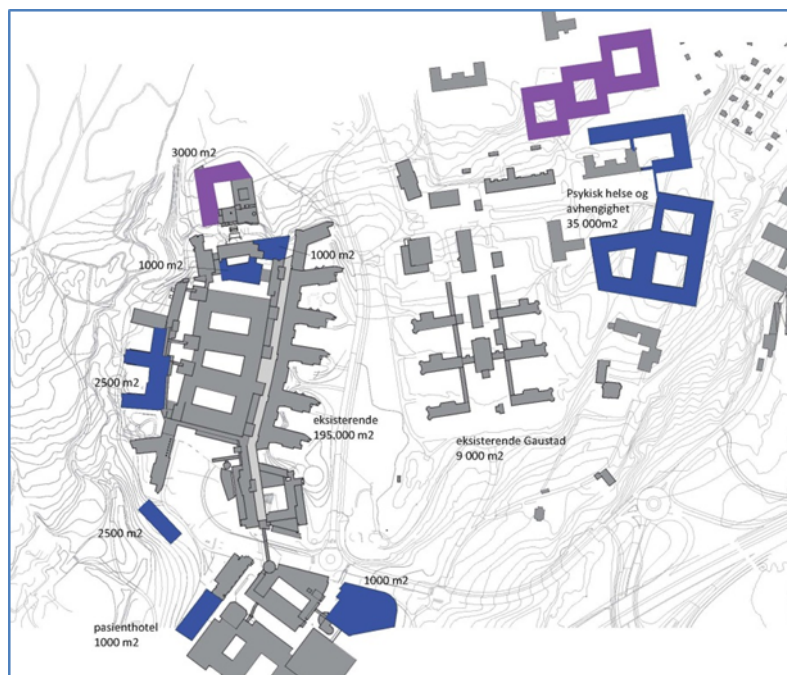 3000 m2
Psykisk helse og
avhengighet
35 000m2
1000 m2
1000 m2
2500 m2
eksisterende
195.000 m2
eksisterende Gaustad
9 000 m2
2500 m2
1000 m2
pasienthotel
1000 m2